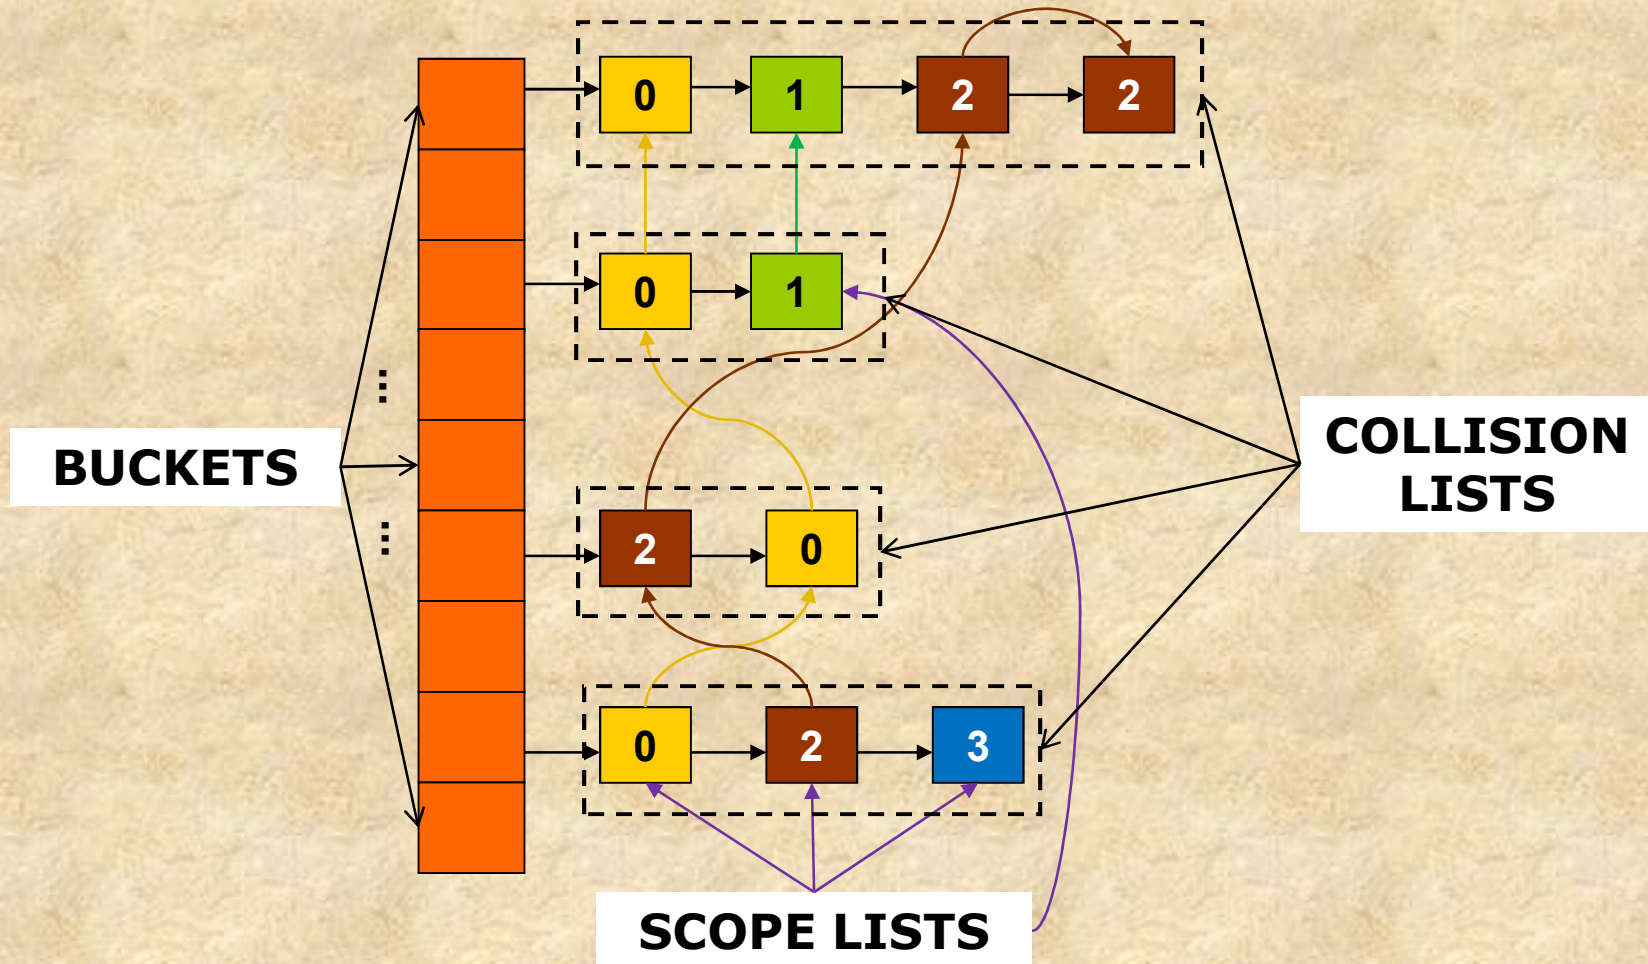 0 1 2 2
0 1
...
BUCKETS
COLLISION
LISTS
...
2 0
0 2 3
SCOPE LISTS